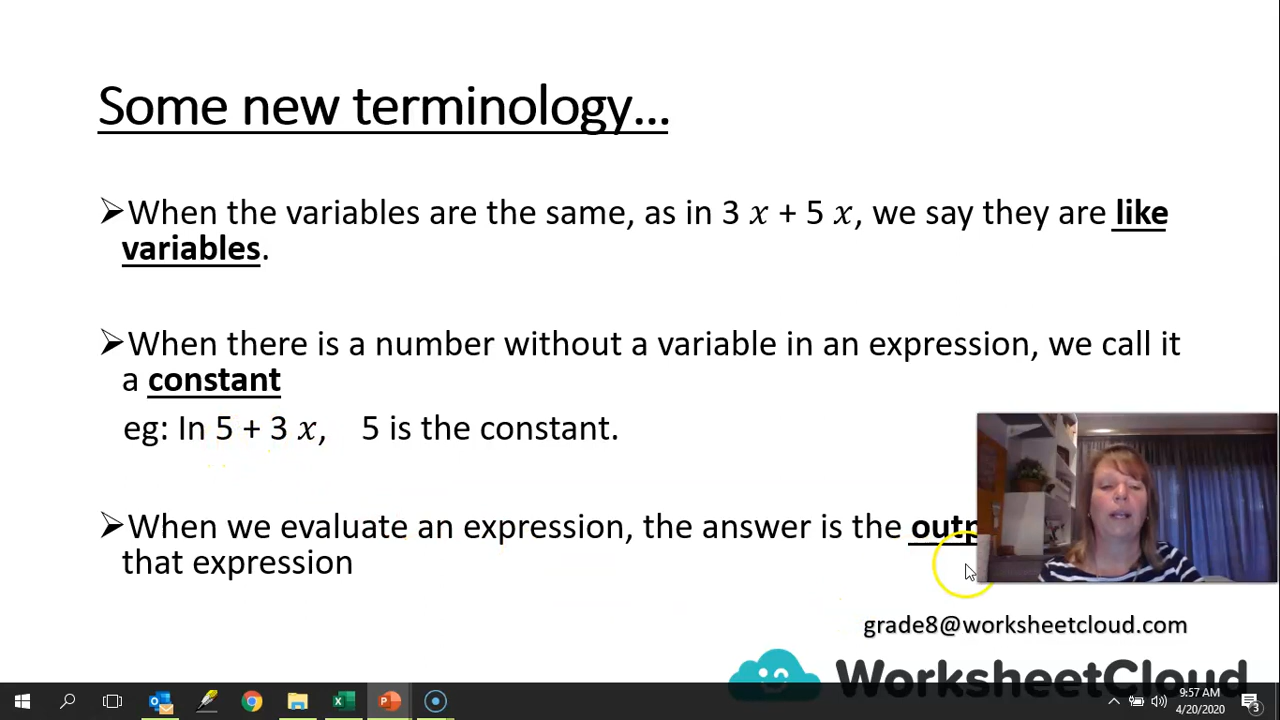 Some new terminology...
➢When the variables are the same, as in 3 x + 5 x, we say they are like
variables.
➢When there is a number without a variable in an expression, we call it
a constant
eg: In 5 + 3 x, 5 is the constant.
➢When we evaluate an expression, the answer is the
that expression
grade8@worksheetcloud.com
WorksheetCloud
9:57 AM
4/20/2020
3